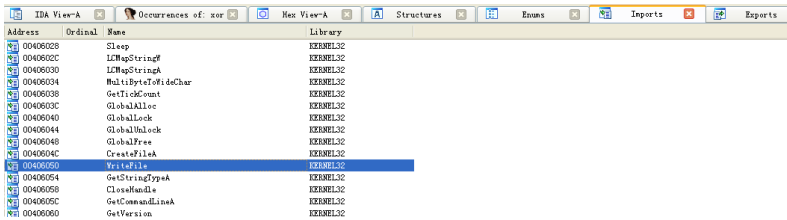 IDA View-A Occurrences of: xor Hex View-A Structures Enums Imports Exports
Address Ordinal Name Library
00406028 Sleep KERNEL32
0040602C LCMapStringW KERNEL32
00406030 LCMapStringA KERNEL32
00406034 MultiByteToWideChar KERNEL32
00406038 GetTickCount KERNEL32
0040603C GlobalAlloc KERNEL32
00406040 GlobalLock KERNEL32
00406044 GlobalUnlock KERNEL32
00406048 GlobalFree KERNEL32
0040604C CreateFileA KERNEL32
00406050 WriteFile KERNEL32
00406054 GetStringTypeA KERNEL32
00406058 CloseHandle KERNEL32
0040605C GetCommandLineA KERNEL32
00406060 GetVersion KERNEL32